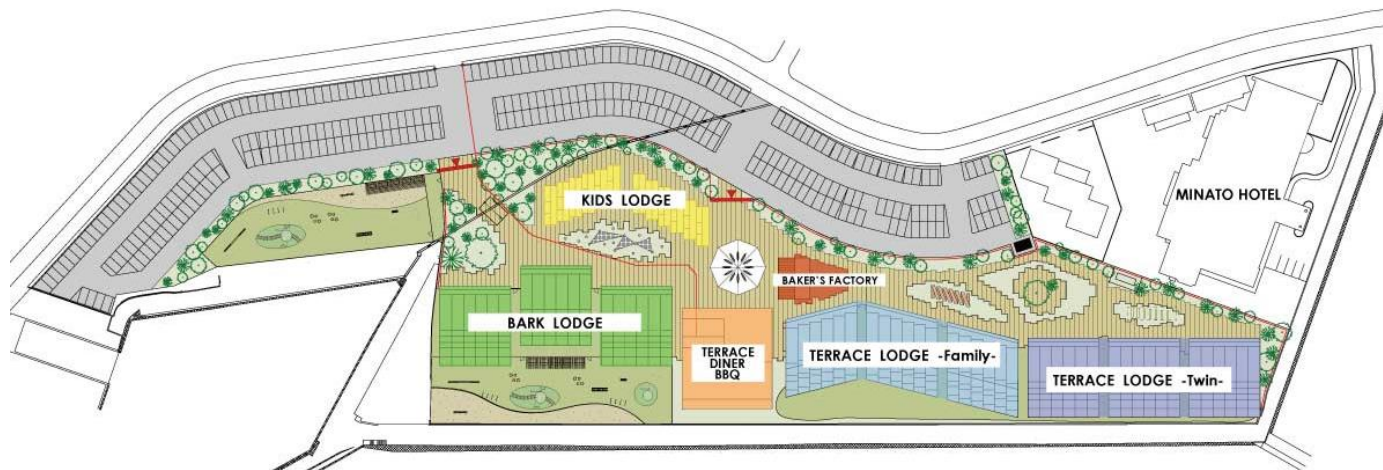 KIDS LODGE
MINATO HOTEL
BAKER'S FACTORY
BARK LODGE
TERRACE
DINER
BBQ
TERRACE LODGE -Family-
TERRACE LODGE -Twin-